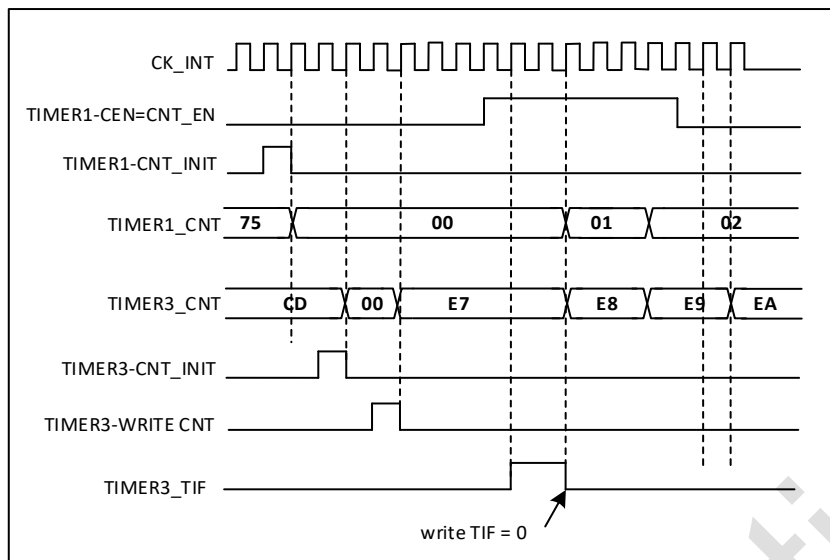 CK_INT
TIMER1-CEN=CNT_EN
TIMER1-CNT_INIT
TIMER1_CNT 75 00 01 02
TIMER3_CNT CD 00 E7 E8 E9 EA
TIMER3-CNT_INIT
TIMER3-WRITE CNT
TIMER3_TIF
write TIF = 0